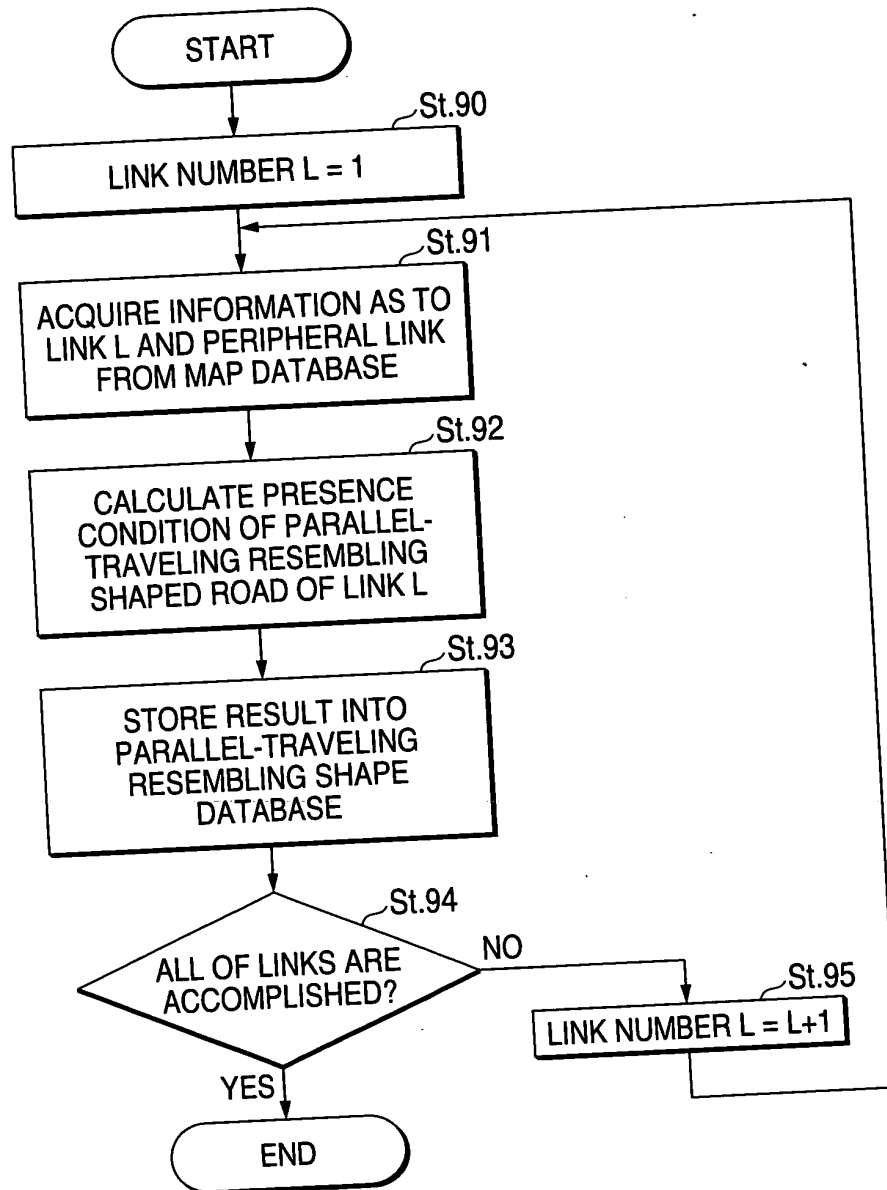 START
St.90
LINK NUMBER L = 1
St.91
ACQUIRE INFORMATION AS TO
LINK L AND PERIPHERAL LINK
FROM MAP DATABASE
St.92
CALCULATE PRESENCE
CONDITION OF PARALLEL-
TRAVELING RESEMBLING
SHAPED ROAD OF LINK L
St.93
STORE RESULT INTO
PARALLEL-TRAVELING
RESEMBLING SHAPE
DATABASE
St.94
ALL OF LINKS ARE
ACCOMPLISHED?
NO
St.95
LINK NUMBER L = L+1
YES
END